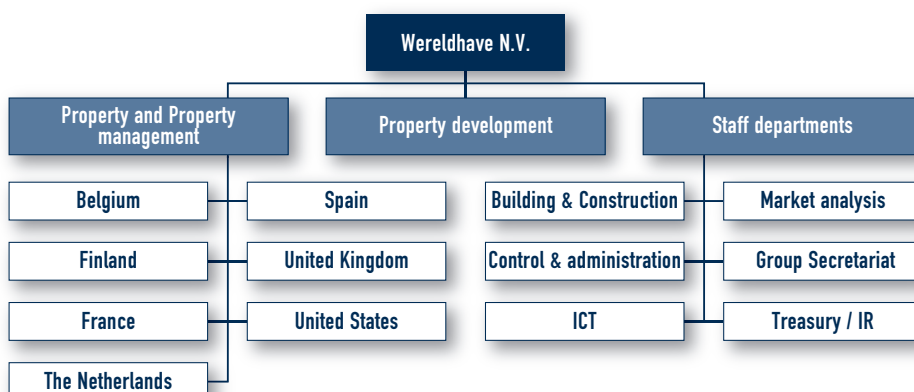 Wereldhave N.V.
Property and Property
management
Property development
Staff departments
Belgium
Spain
Building & Construction
Market analysis
Finland
United Kingdom
Control & administration
Group Secretariat
France
United States
ICT
Treasury / IR
The Netherlands